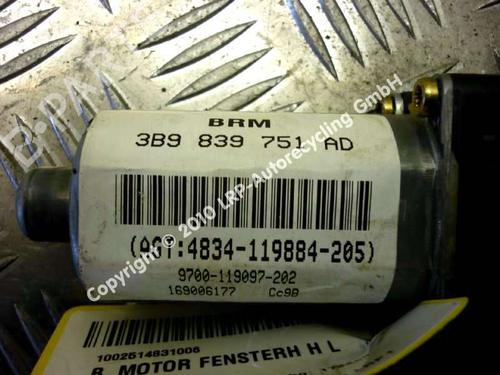 BRM
3B9 839 751 AD
(AGT:4834-119884-205)
9700-119097-202
169006177 Cc9B
Copyright © 2010 LRP-Autorecycling GmbH
1002514831006
R MOTOR FENSTERH H L